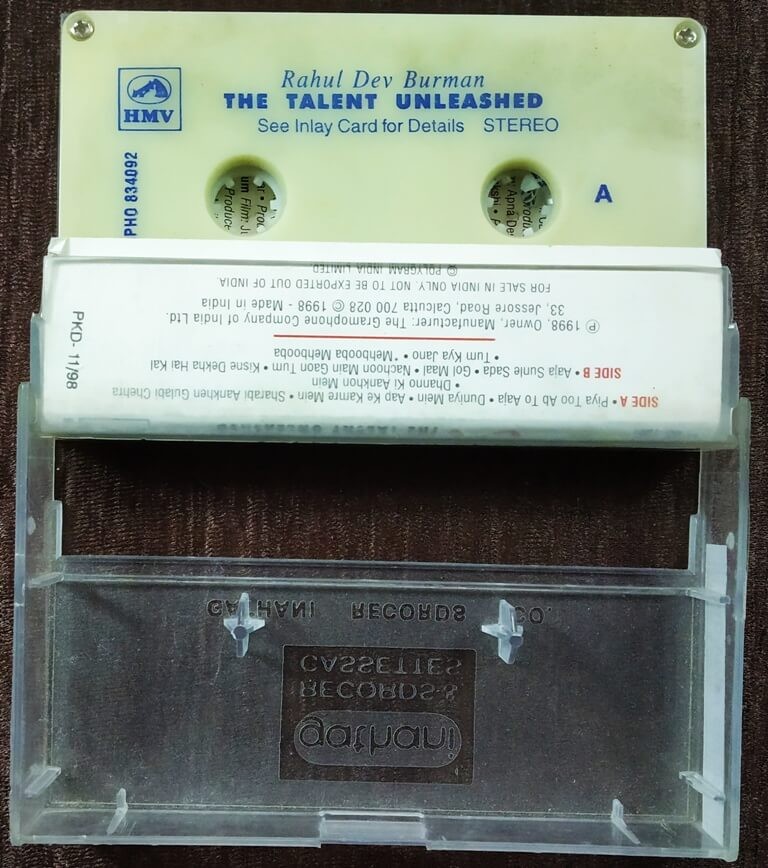 HMV
Rahul Dev Burman
THE TALENT UNLEASHED
See Inlay Card for Details STEREO
PHO 834092
A
SIDE A • Piya Too Ab To Aaja • Duniya Mein • Aap Ke Kamre Mein • Sharabi Aankhen Gulabi Chehra
• Dhanno Ki Aankhon Mein
SIDE B • Aaja Sunle Sada • Gol Maal • Nachoon Main Gaon Tum • Kisne Dekha Hai Kal
• Tum Kya Jano • *Mehbooba Mehbooba
℗ 1998, Owner, Manufacturer: The Gramophone Company of India Ltd.
33, Jessore Road, Calcutta 700 028 © 1998 - Made in India
FOR SALE IN INDIA ONLY. NOT TO BE EXPORTED OUT OF INDIA
POLYGRAM INDIA LIMITED.
PKD- 11/98
GATHANI RECORDS CO.
gathani
RECORDS &
CASSETTES